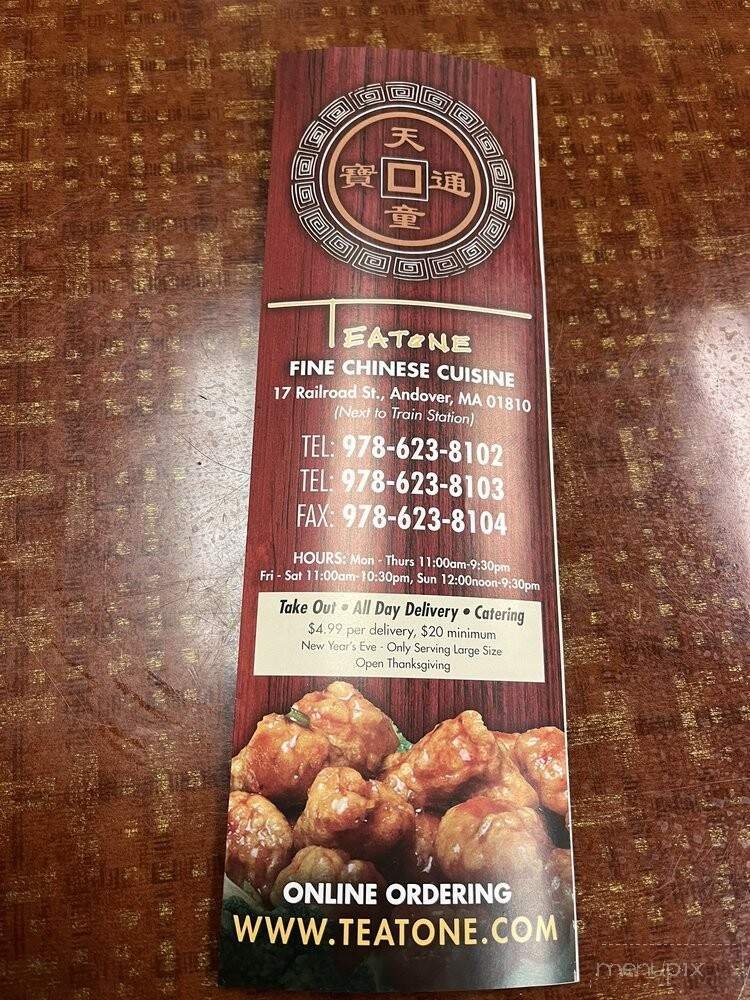 天
寶 通
童
TEATONE
FINE CHINESE CUISINE
17 Railroad St., Andover, MA 01810
(Next to Train Station)
TEL: 978-623-8102
TEL: 978-623-8103
FAX: 978-623-8104
HOURS: Mon - Thurs 11:00am-9:30pm
Fri - Sat 11:00am-10:30pm, Sun 12:00noon-9:30pm
Take Out • All Day Delivery • Catering
$4.99 per delivery, $20 minimum
New Year's Eve - Only Serving Large Size
Open Thanksgiving
ONLINE ORDERING
WWW.TEATONE.COM
menupix